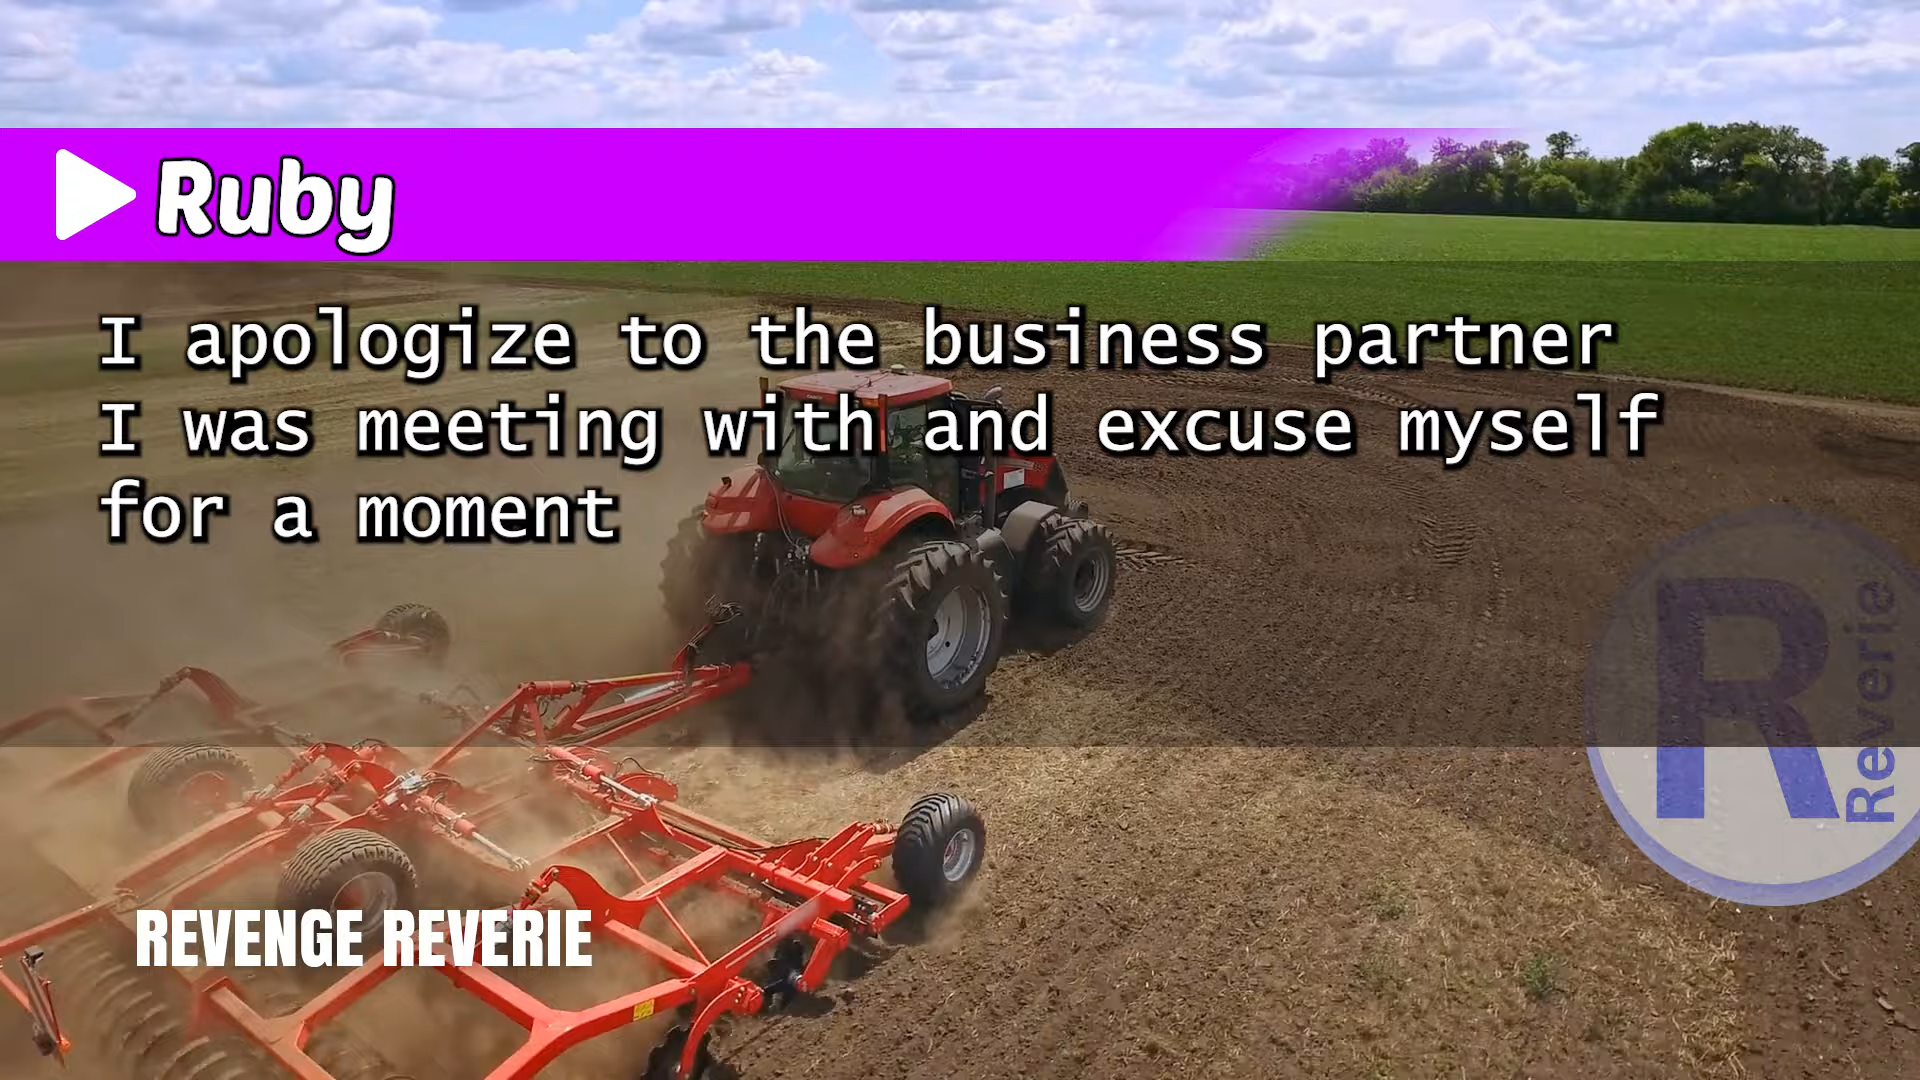 Ruby
I apologize to the business partner
I was meeting with and excuse myself
for a moment
R
Reverie
REVENGE REVERIE